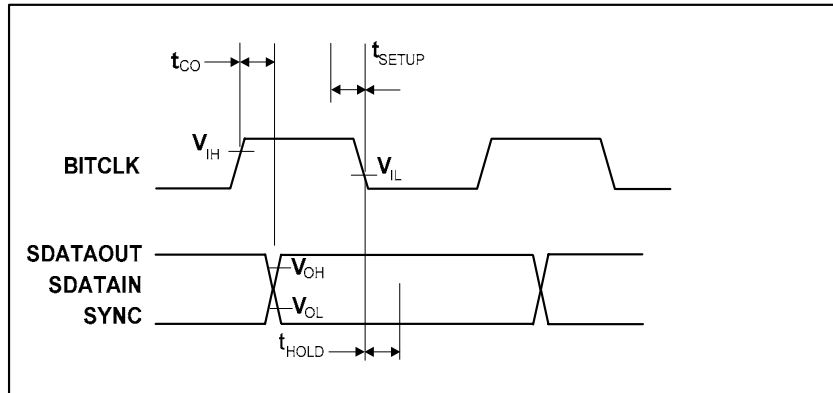 tCO
tSETUP
VIH
BITCLK
VIL
SDATAOUT
VOH
SDATAIN
SYNC
VOL
tHOLD